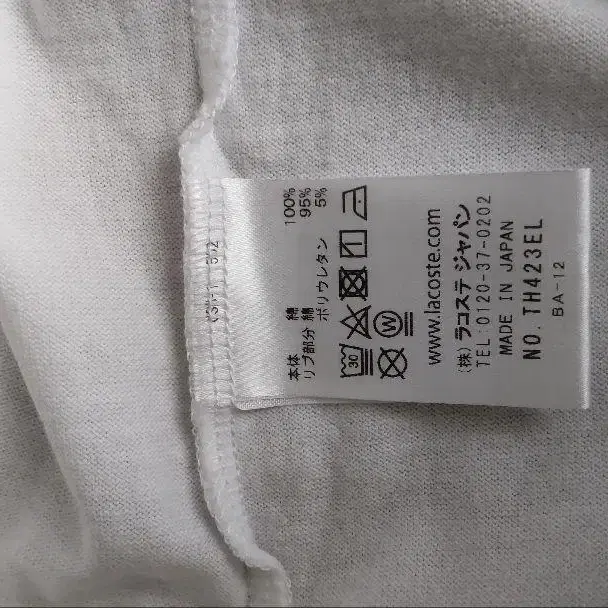 本体 綿 100%
リブ部分 綿 95%
ポリウレタン 5%
30
W
www.lacoste.com
(株)ラコステ ジャパン
TEL:0120-37-0202
MADE IN JAPAN
NO. TH423EL
BA-12